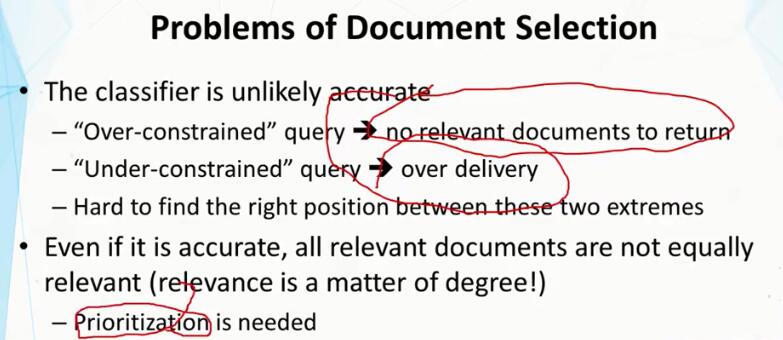 Problems of Document Selection
• The classifier is unlikely accurate
– “Over-constrained” query ➔ no relevant documents to return
– “Under-constrained” query ➔ over delivery
– Hard to find the right position between these two extremes
• Even if it is accurate, all relevant documents are not equally
relevant (relevance is a matter of degree!)
– Prioritization is needed